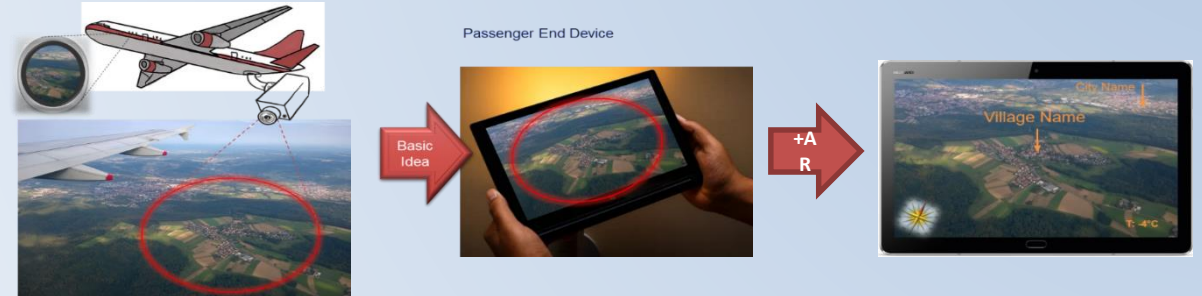 Passenger End Device
Basic
Idea
+A
R
City Name
Village Name
T: -4°C